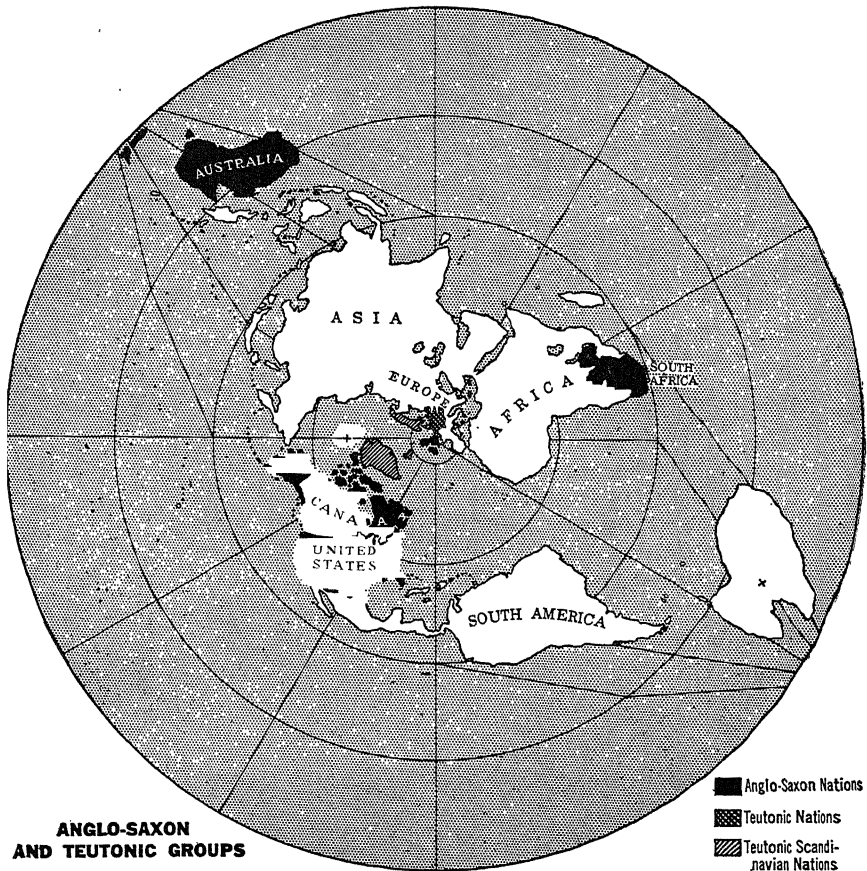 AUSTRALIA
ASIA
EUROPE
AFRICA
SOUTH
AFRICA
CANADA
UNITED
STATES
SOUTH AMERICA
x
Anglo-Saxon Nations
Teutonic Nations
Teutonic Scandi-
navian Nations
ANGLO-SAXON
AND TEUTONIC GROUPS